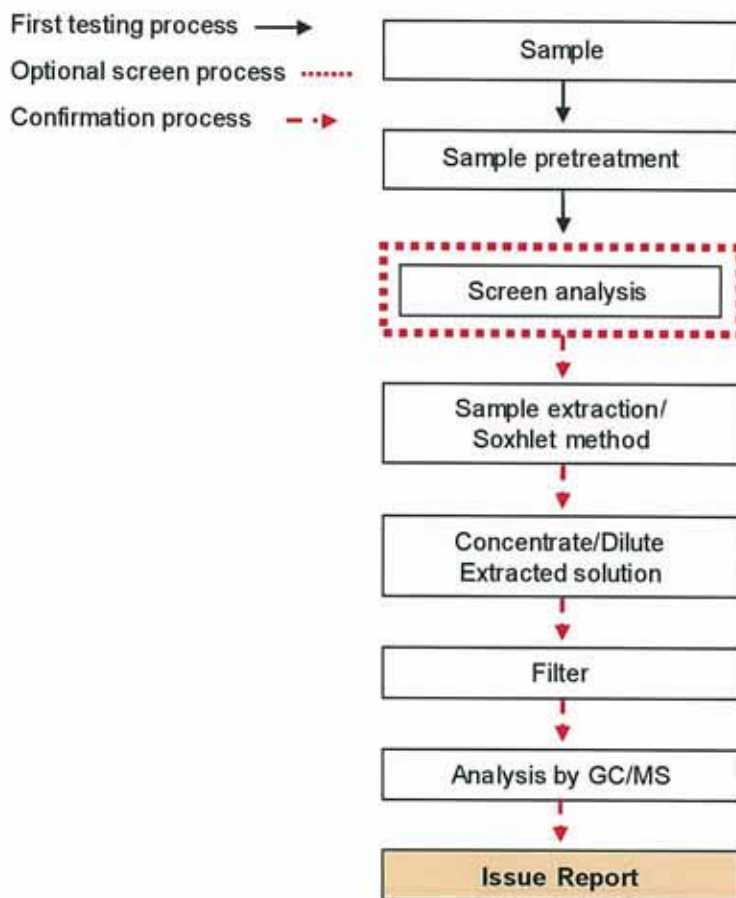 First testing process
Optional screen process
Confirmation process
Sample
Sample pretreatment
Screen analysis
Sample extraction/
Soxhlet method
Concentrate/Dilute
Extracted solution
Filter
Analysis by GC/MS
Issue Report